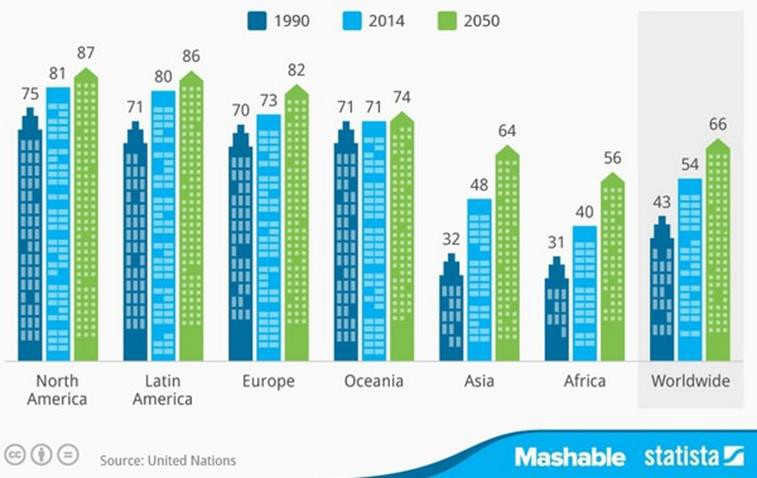 1990 2014 2050
75 81 87 71 80 86 70 73 82 71 71 74 32 48 64 31 40 56 43 54 66
North America Latin America Europe Oceania Asia Africa Worldwide
cc
Source: United Nations
Mashable statista